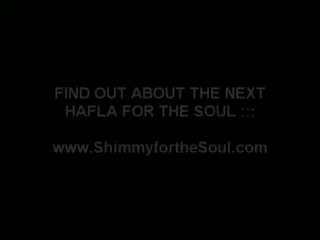 FIND OUT ABOUT THE NEXT
HAFLA FOR THE SOUL :::
www.ShimmyfortheSoul.com